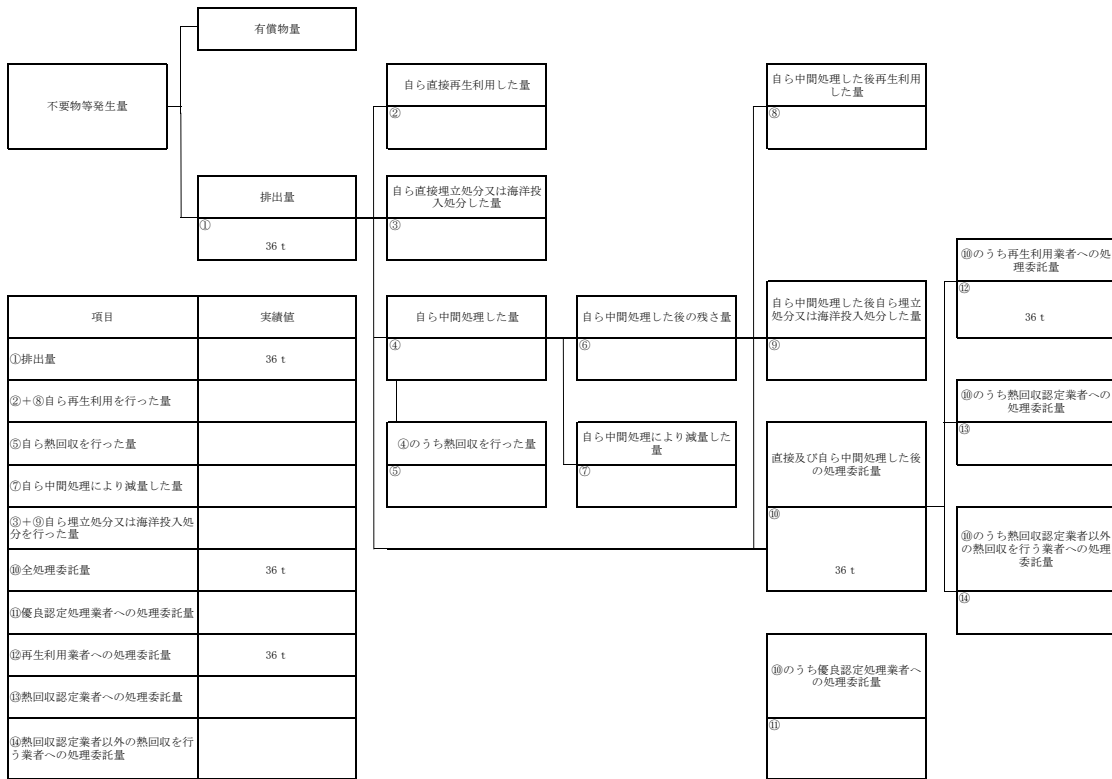 有償物量
不要物等発生量
自ら直接再生利用した量
②
自ら中間処理した後再生利用
した量
⑧
排出量
①
36 t
自ら直接埋立処分又は海洋投
入処分した量
③
⑩のうち再生利用業者への処
理委託量
⑫
36 t
項目
実績値
①排出量
36 t
②+⑧自ら再生利用を行った量
⑤自ら熱回収を行った量
⑦自ら中間処理により減量した量
③+⑨自ら埋立処分又は海洋投入処
分を行った量
⑩全処理委託量
36 t
⑪優良認定処理業者への処理委託量
⑫再生利用業者への処理委託量
36 t
⑬熱回収認定業者への処理委託量
⑭熱回収認定業者以外の熱回収を行
う業者への処理委託量
自ら中間処理した量
④
自ら中間処理した後の残さ量
⑥
自ら中間処理した後自ら埋立
処分又は海洋投入処分した量
⑨
④のうち熱回収を行った量
⑤
自ら中間処理により減量した
量
⑦
直接及び自ら中間処理した後
の処理委託量
⑩
36 t
⑩のうち熱回収認定業者への
処理委託量
⑬
⑩のうち熱回収認定業者以外
の熱回収を行う業者への処理
委託量
⑭
⑩のうち優良認定処理業者へ
の処理委託量
⑪